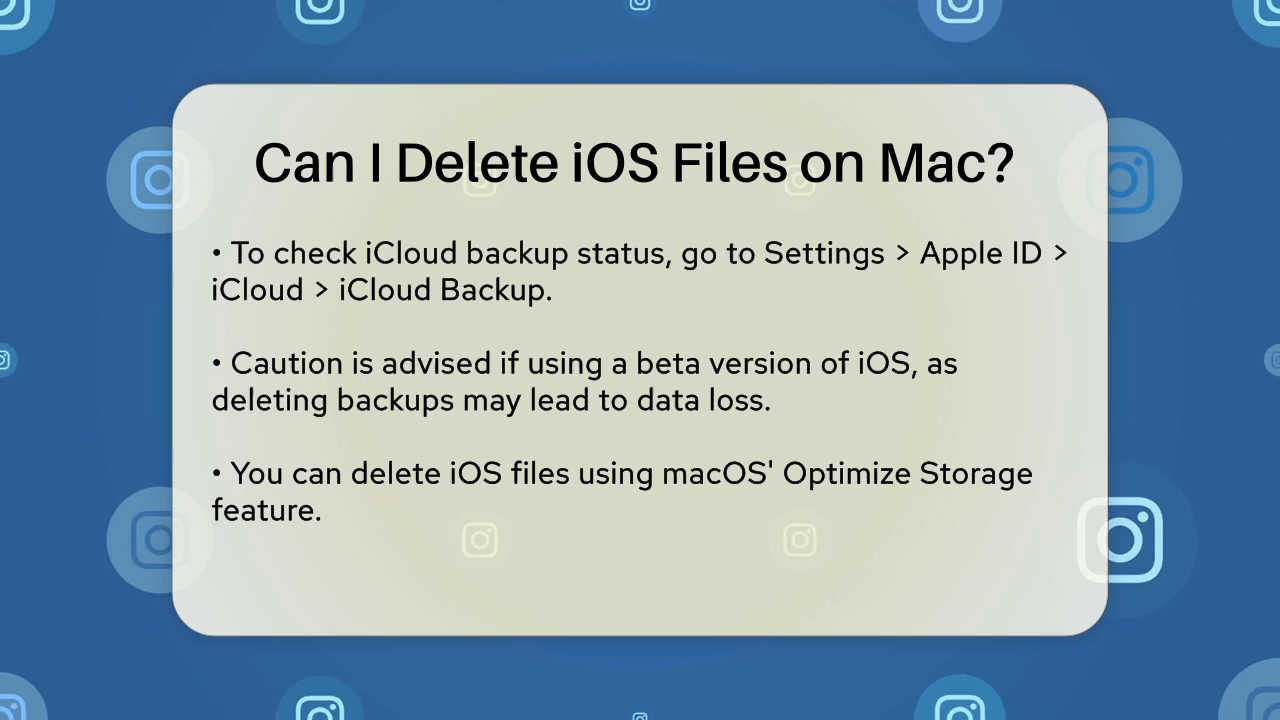 Can I Delete iOS Files on Mac?
• To check iCloud backup status, go to Settings > Apple ID >
iCloud > iCloud Backup.
• Caution is advised if using a beta version of iOS, as
deleting backups may lead to data loss.
• You can delete iOS files using macOS' Optimize Storage
feature.